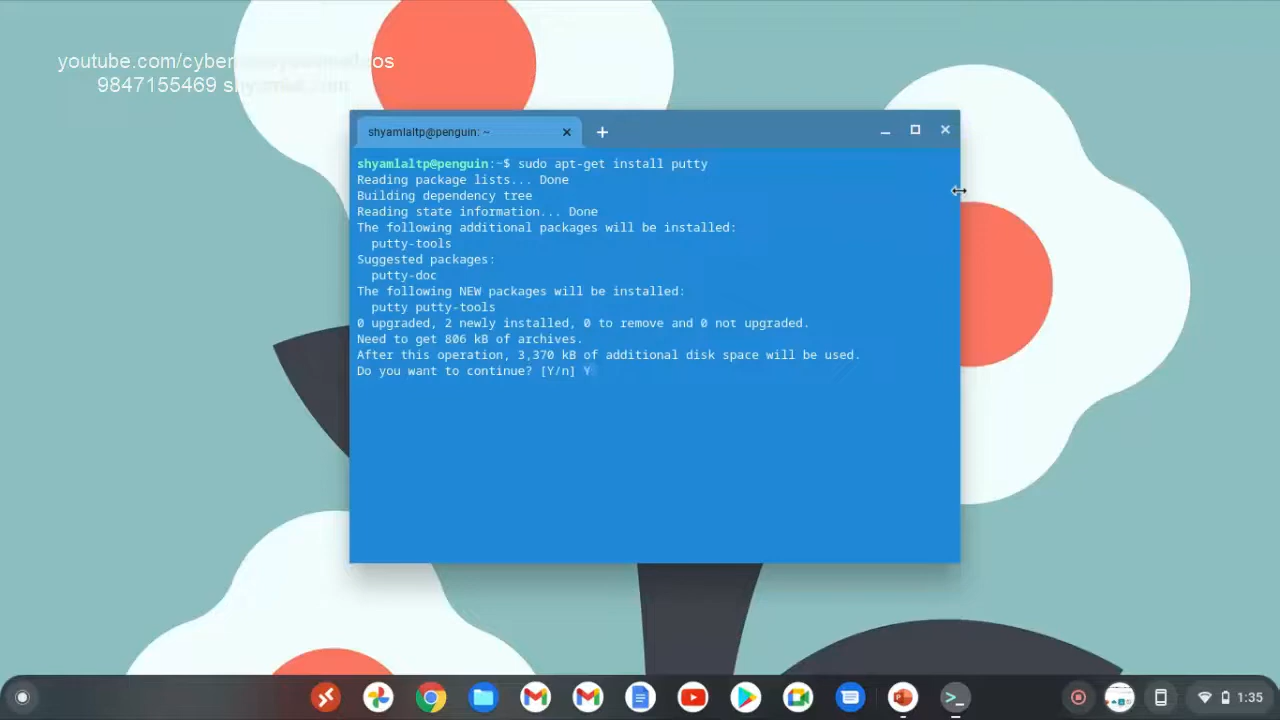 youtube.com/cyber
9847155469
shyamlaltp@penguin: ~
shyamlaltp@penguin:~$ sudo apt-get install putty
Reading package lists... Done
Building dependency tree
Reading state information... Done
The following additional packages will be installed:
putty-tools
Suggested packages:
putty-doc
The following NEW packages will be installed:
putty putty-tools
0 upgraded, 2 newly installed, 0 to remove and 0 not upgraded.
Need to get 806 kB of archives.
After this operation, 3,370 kB of additional disk space will be used.
Do you want to continue? [Y/n] Y
1:35